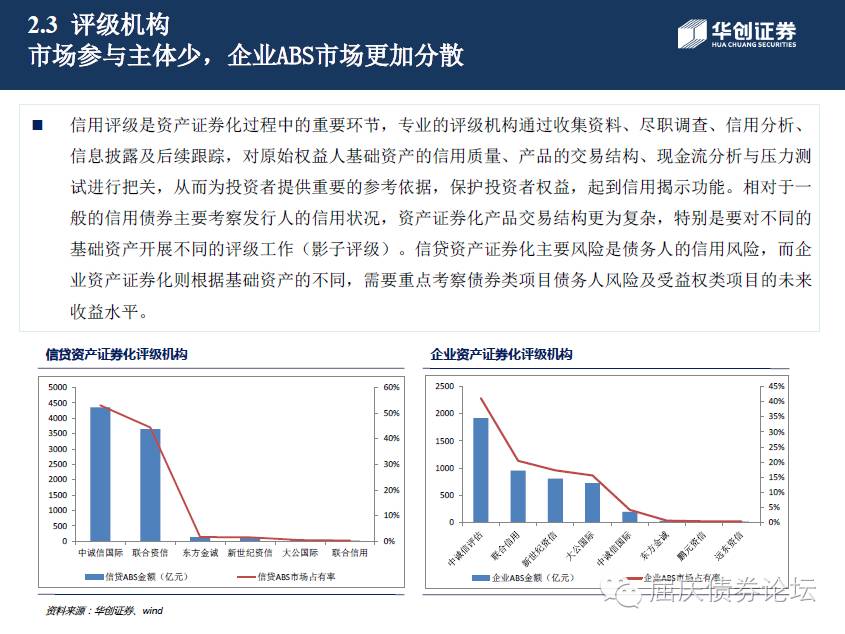 2.3 评级机构
市场参与主体少，企业ABS市场更加分散
华创证券
HUA CHUANG SECURITIES
■ 信用评级是资产证券化过程中的重要环节，专业的评级机构通过收集资料、尽职调查、信用分析、
信息披露及后续跟踪，对原始权益人基础资产的信用质量、产品的交易结构、现金流分析与压力测
试进行把关，从而为投资者提供重要的参考依据，保护投资者权益，起到信用揭示功能。相对于一
般的信用债券主要考察发行人的信用状况，资产证券化产品交易结构更为复杂，特别是要对不同的
基础资产开展不同的评级工作（影子评级）。信贷资产证券化主要风险是债务人的信用风险，而企
业资产证券化则根据基础资产的不同，需要重点考察债券类项目债务人风险及受益权类项目的未来
收益水平。
信贷资产证券化评级机构
5000
4500
4000
3500
3000
2500
2000
1500
1000
500
0
60%
50%
40%
30%
20%
10%
0%
中诚信国际 联合资信 东方金诚 新世纪资信 大公国际 联合信用
信贷ABS金额（亿元） 信贷ABS市场占有率
企业资产证券化评级机构
2500
2000
1500
1000
500
0
45%
40%
35%
30%
25%
20%
15%
10%
5%
0%
中诚信评估 联合信用 新世纪资信 大公国际 中诚信国际 东方金诚 鹏元资信 远东资信
企业ABS金额（亿元） 企业ABS市场占有率
资料来源：华创证券、wind
屈庆债券论坛